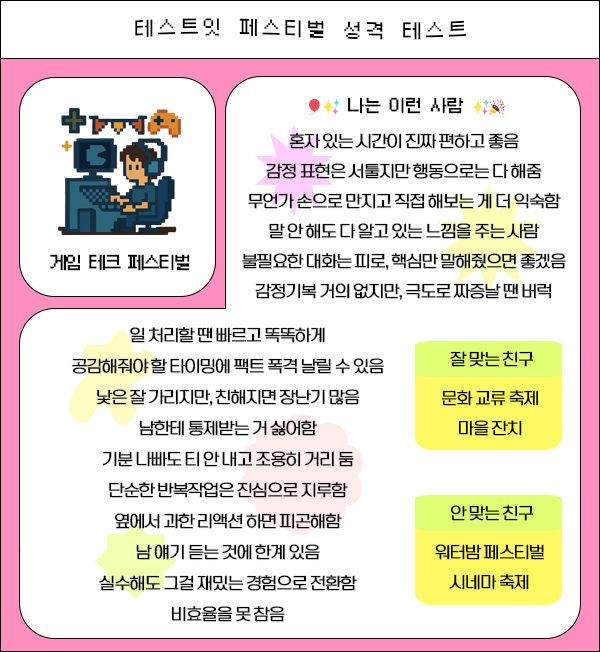 테스트잇 페스티벌 성격 테스트
게임 테크 페스티벌
나는 이런 사람
혼자 있는 시간이 진짜 편하고 좋음
감정 표현은 서툴지만 행동으로는 다 해줌
무언가 손으로 만지고 직접 해보는 게 더 익숙함
말 안 해도 다 알고 있는 느낌을 주는 사람
불필요한 대화는 피로, 핵심만 말해줬으면 좋겠음
감정기복 거의 없지만, 극도로 짜증날 땐 버럭
일 처리할 땐 빠르고 똑똑하게
공감해줘야 할 타이밍에 팩트 폭격 날릴 수 있음
낯은 잘 가리지만, 친해지면 장난기 많음
남한테 통제받는 거 싫어함
기분 나빠도 티 안 내고 조용히 거리 둠
단순한 반복작업은 진심으로 지루함
옆에서 과한 리액션 하면 피곤해함
남 얘기 듣는 것에 한계 있음
실수해도 그걸 재밌는 경험으로 전환함
비효율을 못 참음
잘 맞는 친구
문화 교류 축제
마을 잔치
안 맞는 친구
워터밤 페스티벌
시네마 축제